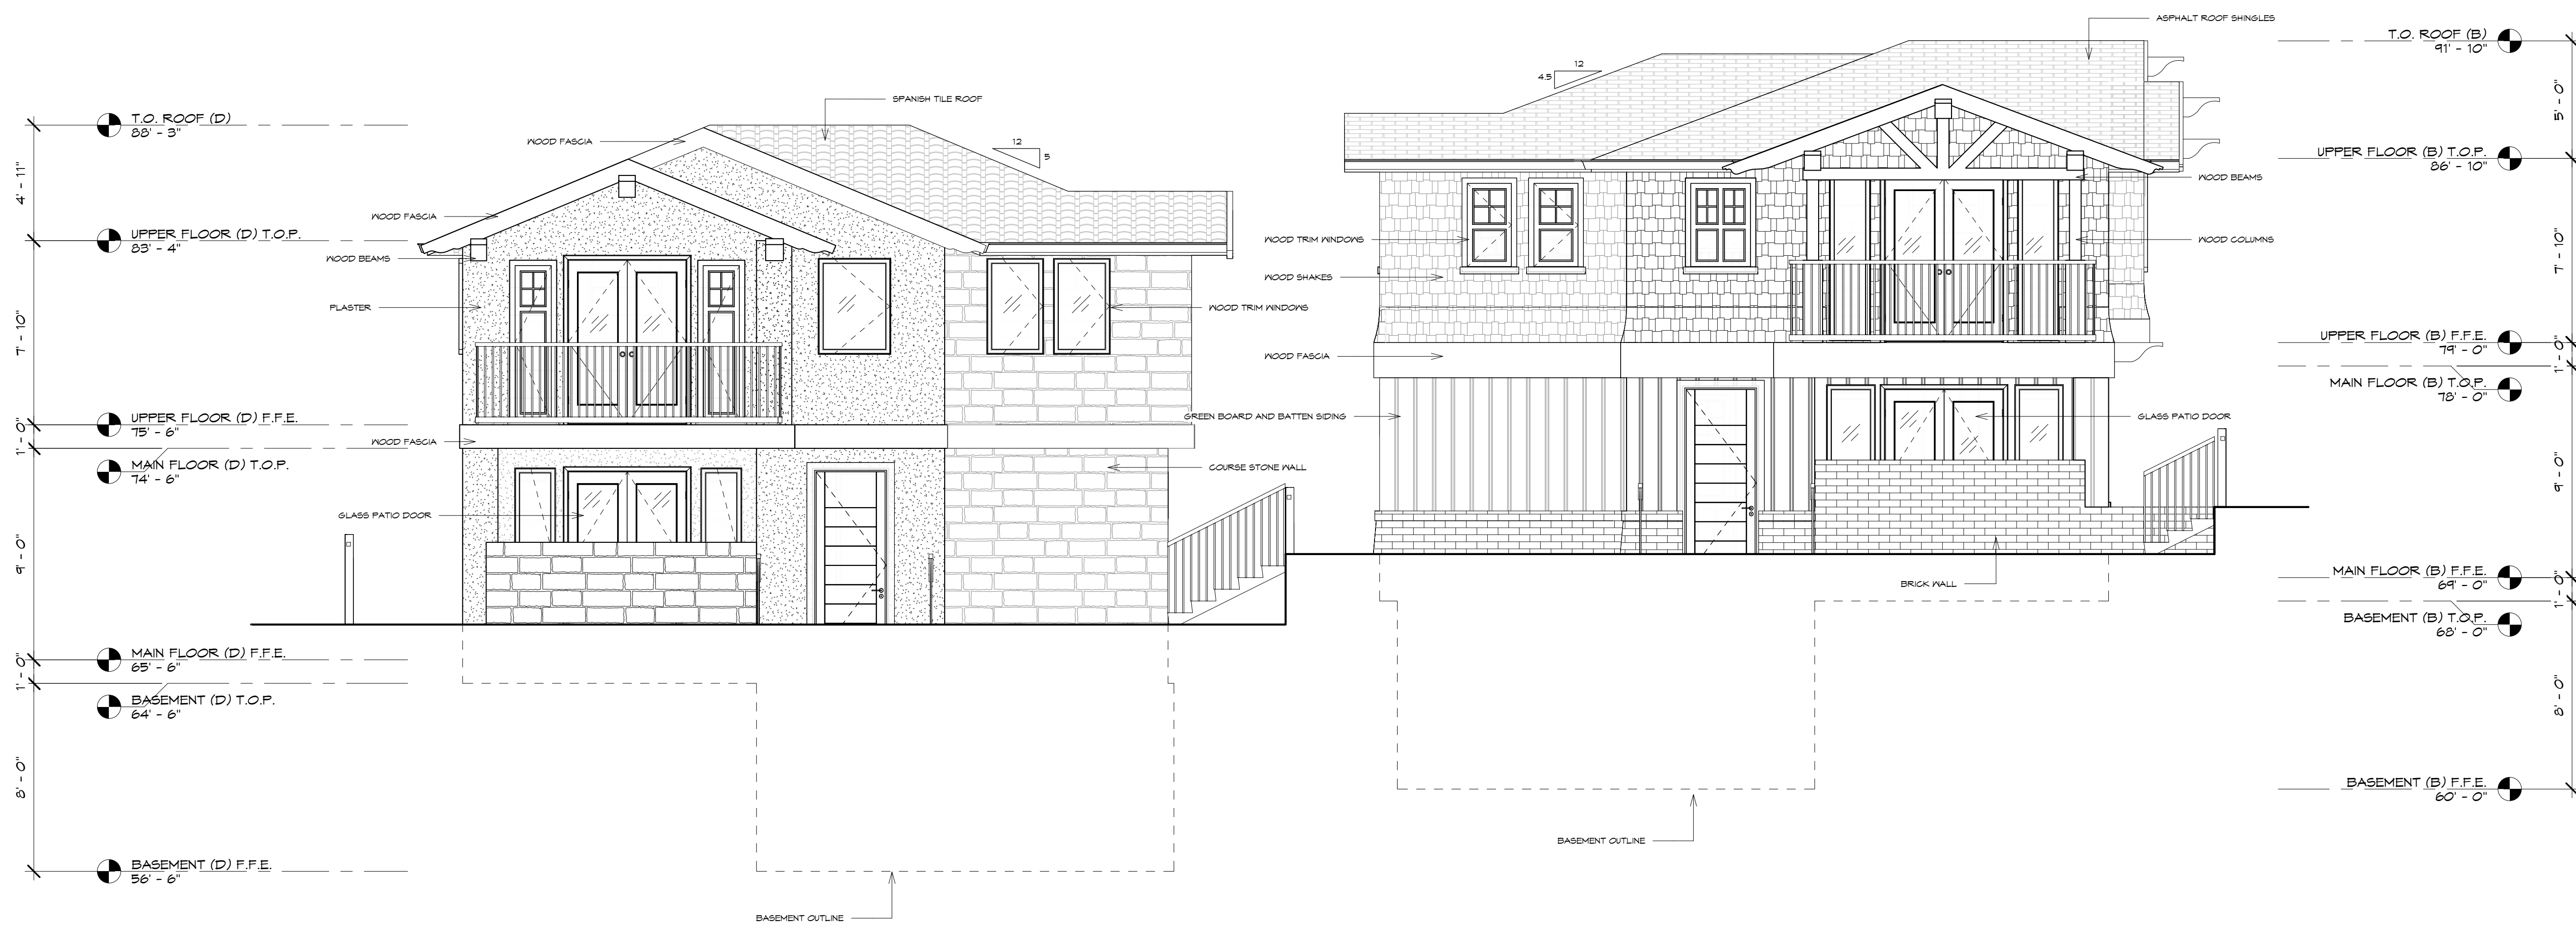 T.O. ROOF (D)
88' - 3"
UPPER FLOOR (D) T.O.P.
83' - 4"
UPPER FLOOR (D) F.F.E.
75' - 6"
MAIN FLOOR (D) T.O.P.
74' - 6"
MAIN FLOOR (D) F.F.E.
65' - 6"
BASEMENT (D) T.O.P.
64' - 6"
BASEMENT (D) F.F.E.
56' - 6"
4' - 11"
7' - 10"
1' - 0"
9' - 0"
1' - 0"
8' - 0"
SPANISH TILE ROOF
WOOD FASCIA
12
5
WOOD FASCIA
WOOD BEAMS
PLASTER
WOOD TRIM WINDOWS
WOOD FASCIA
COURSE STONE WALL
GLASS PATIO DOOR
BASEMENT OUTLINE
ASPHALT ROOF SHINGLES
12
4.5
WOOD BEAMS
WOOD TRIM WINDOWS
WOOD COLUMNS
WOOD SHAKES
WOOD FASCIA
GREEN BOARD AND BATTEN SIDING
GLASS PATIO DOOR
BRICK WALL
BASEMENT OUTLINE
T.O. ROOF (B)
91' - 10"
UPPER FLOOR (B) T.O.P.
86' - 10"
UPPER FLOOR (B) F.F.E.
79' - 0"
MAIN FLOOR (B) T.O.P.
78' - 0"
MAIN FLOOR (B) F.F.E.
69' - 0"
BASEMENT (B) T.O.P.
68' - 0"
BASEMENT (B) F.F.E.
60' - 0"
5' - 0"
7' - 10"
1' - 0"
9' - 0"
1' - 0"
8' - 0"